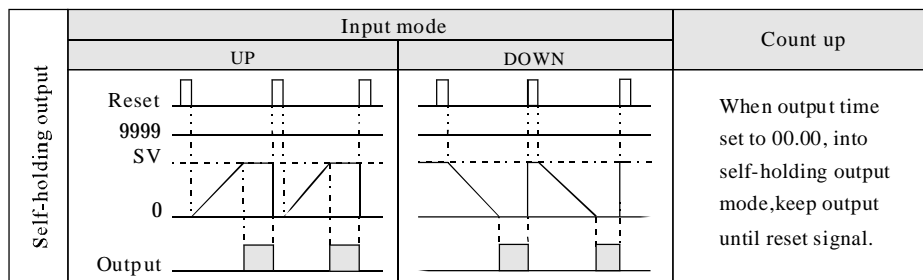 Input mode
Count up
UP
DOWN
Self-holding output
Reset
9999
SV
0
Output
When output time
set to 00.00, into
self-holding output
mode,keep output
until reset signal.